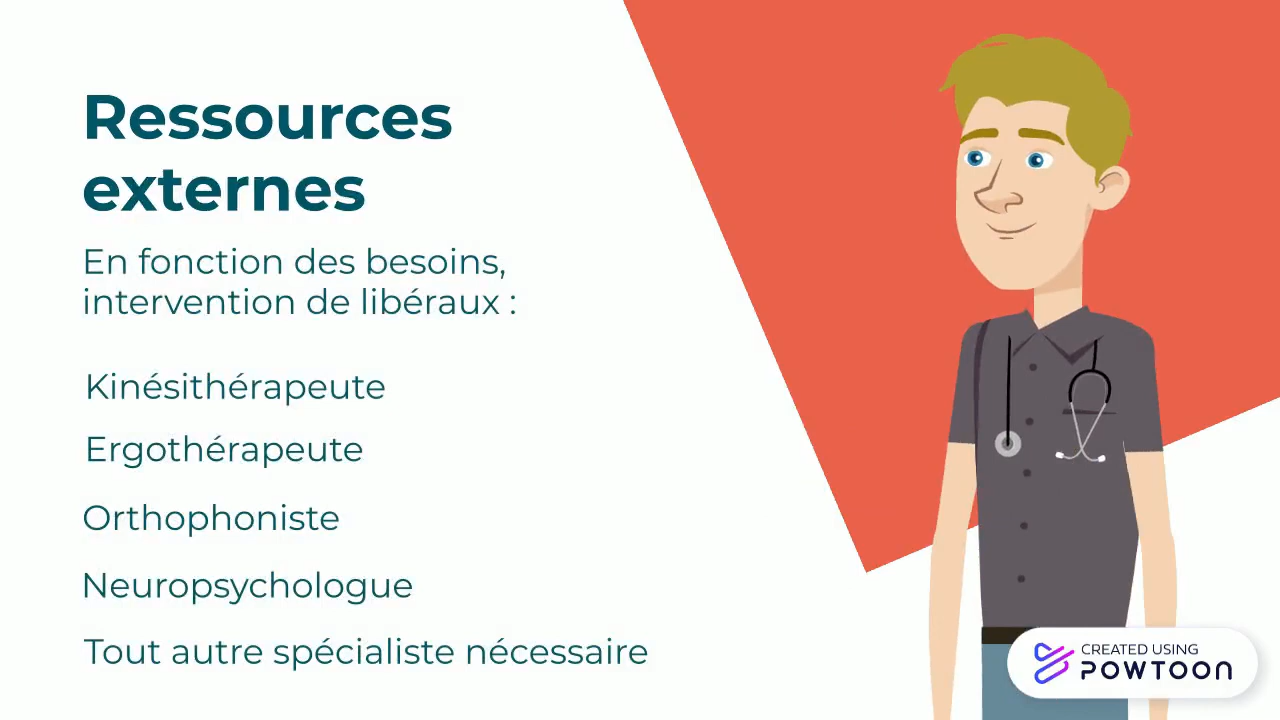 Ressources
externes
En fonction des besoins,
intervention de libéraux :
Kinésithérapeute
Ergothérapeute
Orthophoniste
Neuropsychologue
Tout autre spécialiste nécessaire
CREATED USING
POWTOON